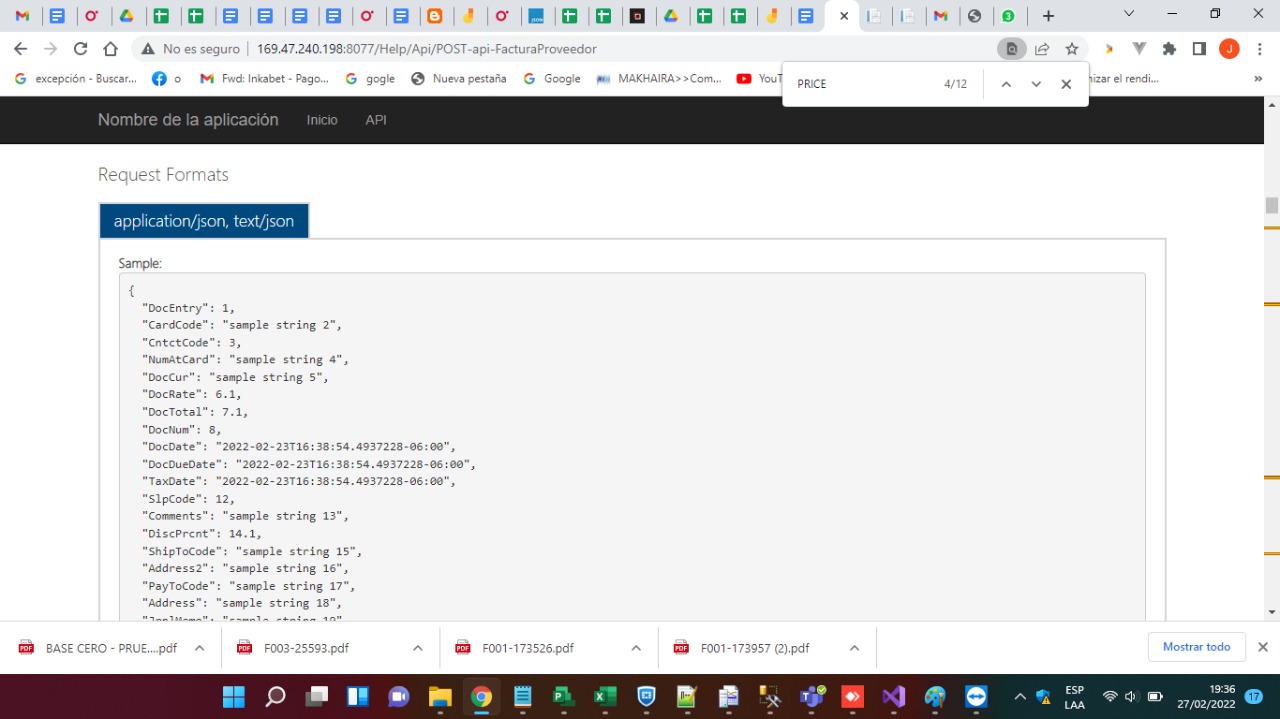 No es seguro
169.47.240.198:8077/Help/Api/POST-api-FacturaProveedor
excepción - Buscar...
o
Fwd: Inkabet - Pago...
gogle
Nueva pestaña
Google
MAKHAIRA>>Com...
YouT
PRICE
4/12
izar el rendi...
»
Nombre de la aplicación
Inicio
API
Request Formats
application/json, text/json
Sample:
{
"DocEntry": 1,
"CardCode": "sample string 2",
"CntctCode": 3,
"NumAtCard": "sample string 4",
"DocCur": "sample string 5",
"DocRate": 6.1,
"DocTotal": 7.1,
"DocNum": 8,
"DocDate": "2022-02-23T16:38:54.4937228-06:00",
"DocDueDate": "2022-02-23T16:38:54.4937228-06:00",
"TaxDate": "2022-02-23T16:38:54.4937228-06:00",
"SlpCode": 12,
"Comments": "sample string 13",
"DiscPrcnt": 14.1,
"ShipToCode": "sample string 15",
"Address2": "sample string 16",
"PayToCode": "sample string 17",
"Address": "sample string 18",
BASE CERO - PRUE....pdf
F003-25593.pdf
F001-173526.pdf
F001-173957 (2).pdf
Mostrar todo
ESP
LAA
19:36
27/02/2022
17